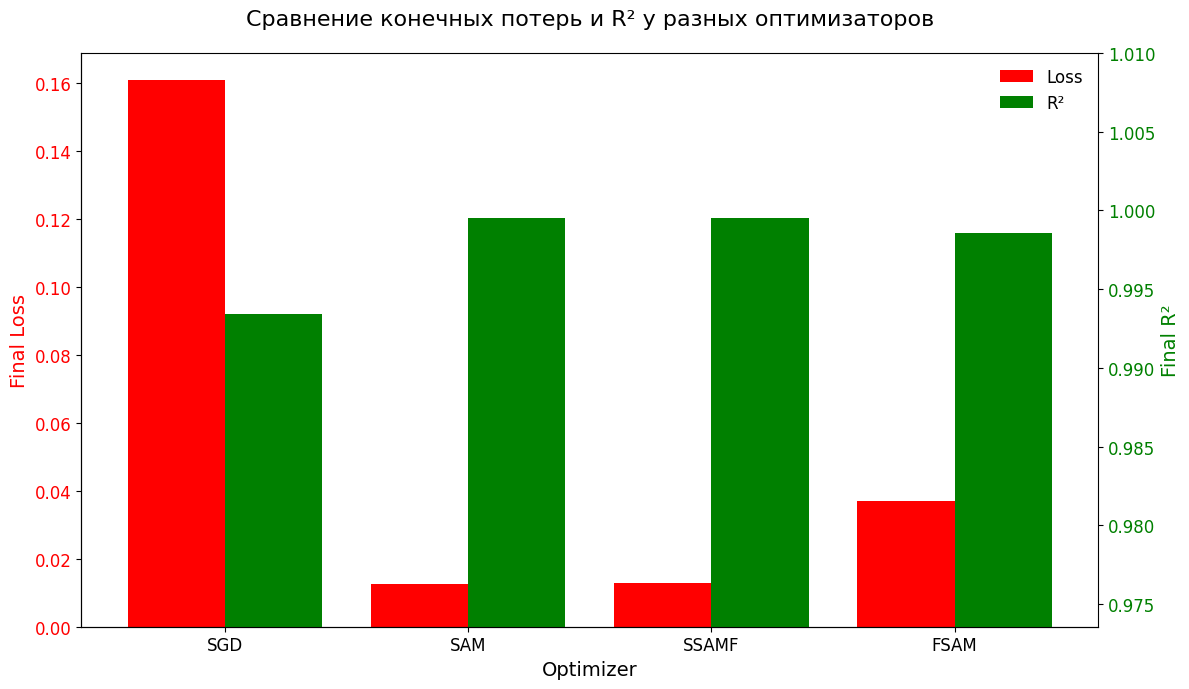 Сравнение конечных потерь и R² у разных оптимизаторов
Loss
R²
Final Loss
0.16
0.14
0.12
0.10
0.08
0.06
0.04
0.02
0.00
1.010
1.005
1.000
0.995
0.990
0.985
0.980
0.975
Final R²
SGD SAM SSAMF FSAM
Optimizer